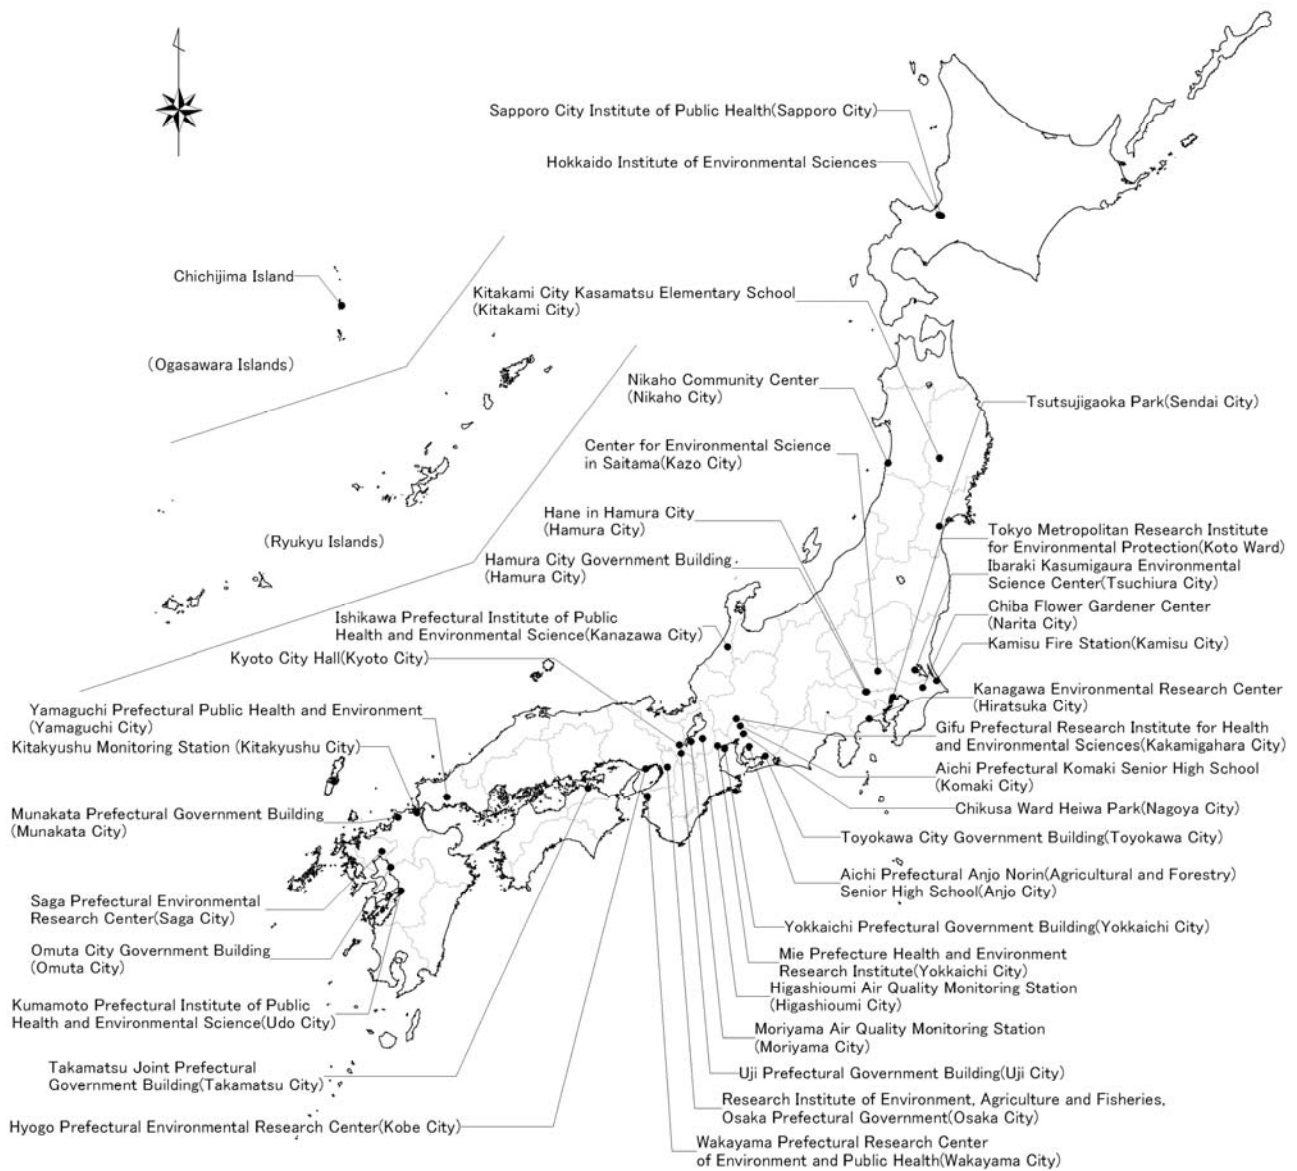 Sapporo City Institute of Public Health(Sapporo City)
Hokkaido Institute of Environmental Sciences
Chichijima Island
Kitakami City Kasamatsu Elementary School
(Kitakami City)
(Ogasawara Islands)
Nikaho Community Center
(Nikaho City)
Tsutsujigaoka Park(Sendai City)
Center for Environmental Science
in Saitama(Kazo City)
Hane in Hamura City
(Hamura City)
(Ryukyu Islands)
Hamura City Government Building
(Hamura City)
Tokyo Metropolitan Research Institute
for Environmental Protection(Koto Ward)
Ibaraki Kasumigaura Environmental
Science Center(Tsuchiura City)
Chiba Flower Gardener Center
(Narita City)
Kamisu Fire Station(Kamisu City)
Ishikawa Prefectural Institute of Public
Health and Environmental Science(Kanazawa City)
Kyoto City Hall(Kyoto City)
Kanagawa Environmental Research Center
(Hiratsuka City)
Yamaguchi Prefectural Public Health and Environment
(Yamaguchi City)
Gifu Prefectural Research Institute for Health
and Environmental Sciences(Kakamigahara City)
Kitakyushu Monitoring Station (Kitakyushu City)
Aichi Prefectural Komaki Senior High School
(Komaki City)
Munakata Prefectural Government Building
(Munakata City)
Chikusa Ward Heiwa Park(Nagoya City)
Toyokawa City Government Building(Toyokawa City)
Aichi Prefectural Anjo Norin(Agricultural and Forestry)
Senior High School(Anjo City)
Saga Prefectural Environmental
Research Center(Saga City)
Yokkaichi Prefectural Government Building(Yokkaichi City)
Omuta City Government Building
(Omuta City)
Mie Prefecture Health and Environment
Research Institute(Yokkaichi City)
Higashioumi Air Quality Monitoring Station
(Higashioumi City)
Kumamoto Prefectural Institute of Public
Health and Environmental Science(Udo City)
Moriyama Air Quality Monitoring Station
(Moriyama City)
Takamatsu Joint Prefectural
Government Building(Takamatsu City)
Uji Prefectural Government Building(Uji City)
Research Institute of Environment, Agriculture and Fisheries,
Osaka Prefectural Government(Osaka City)
Hyogo Prefectural Environmental Research Center(Kobe City)
Wakayama Prefectural Research Center
of Environment and Public Health(Wakayama City)